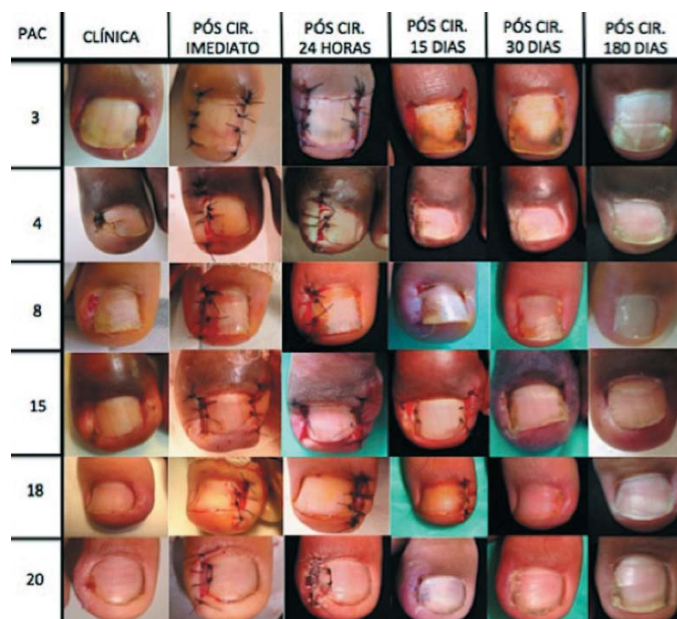 PAC
CLÍNICA
PÓS CIR.
IMEDIATO
PÓS CIR.
24 HORAS
PÓS CIR.
15 DIAS
PÓS CIR.
30 DIAS
PÓS CIR.
180 DIAS
3
4
8
15
18
20